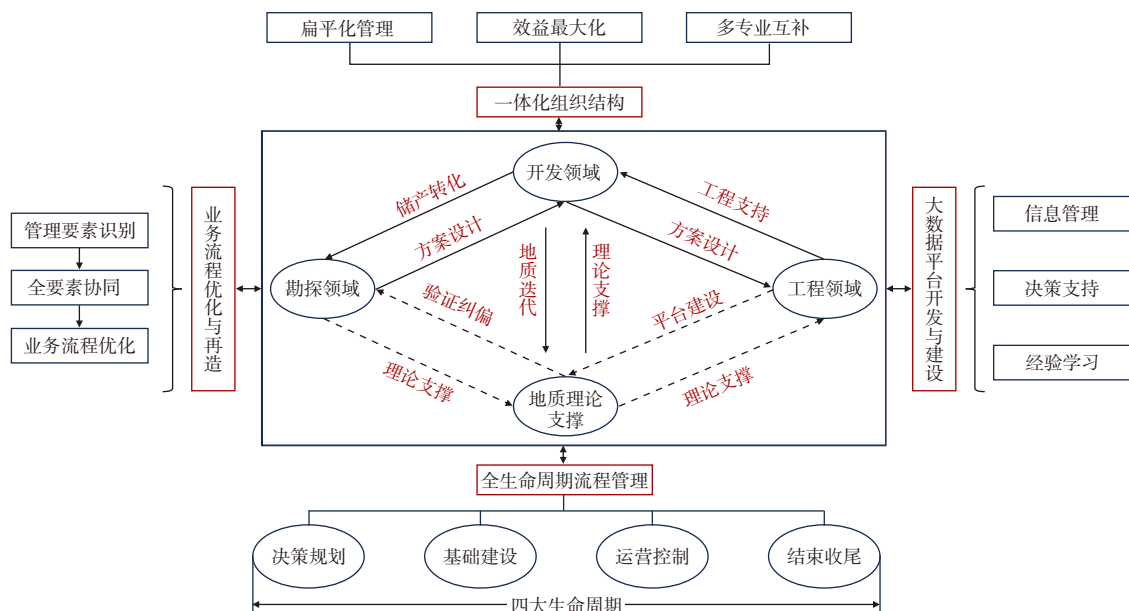 扁平化管理
效益最大化
多专业互补
一体化组织结构
管理要素识别
全要素协同
业务流程优化
业务流程优化与再造
开发领域
储产转化
方案设计
工程支持
方案设计
地质迭代
理论支撑
勘探领域
工程领域
验证纠偏
平台建设
理论支撑
理论支撑
地质理论
支撑
大数据平台开发与建设
信息管理
决策支持
经验学习
全生命周期流程管理
决策规划
基础建设
运营控制
结束收尾
四大生命周期